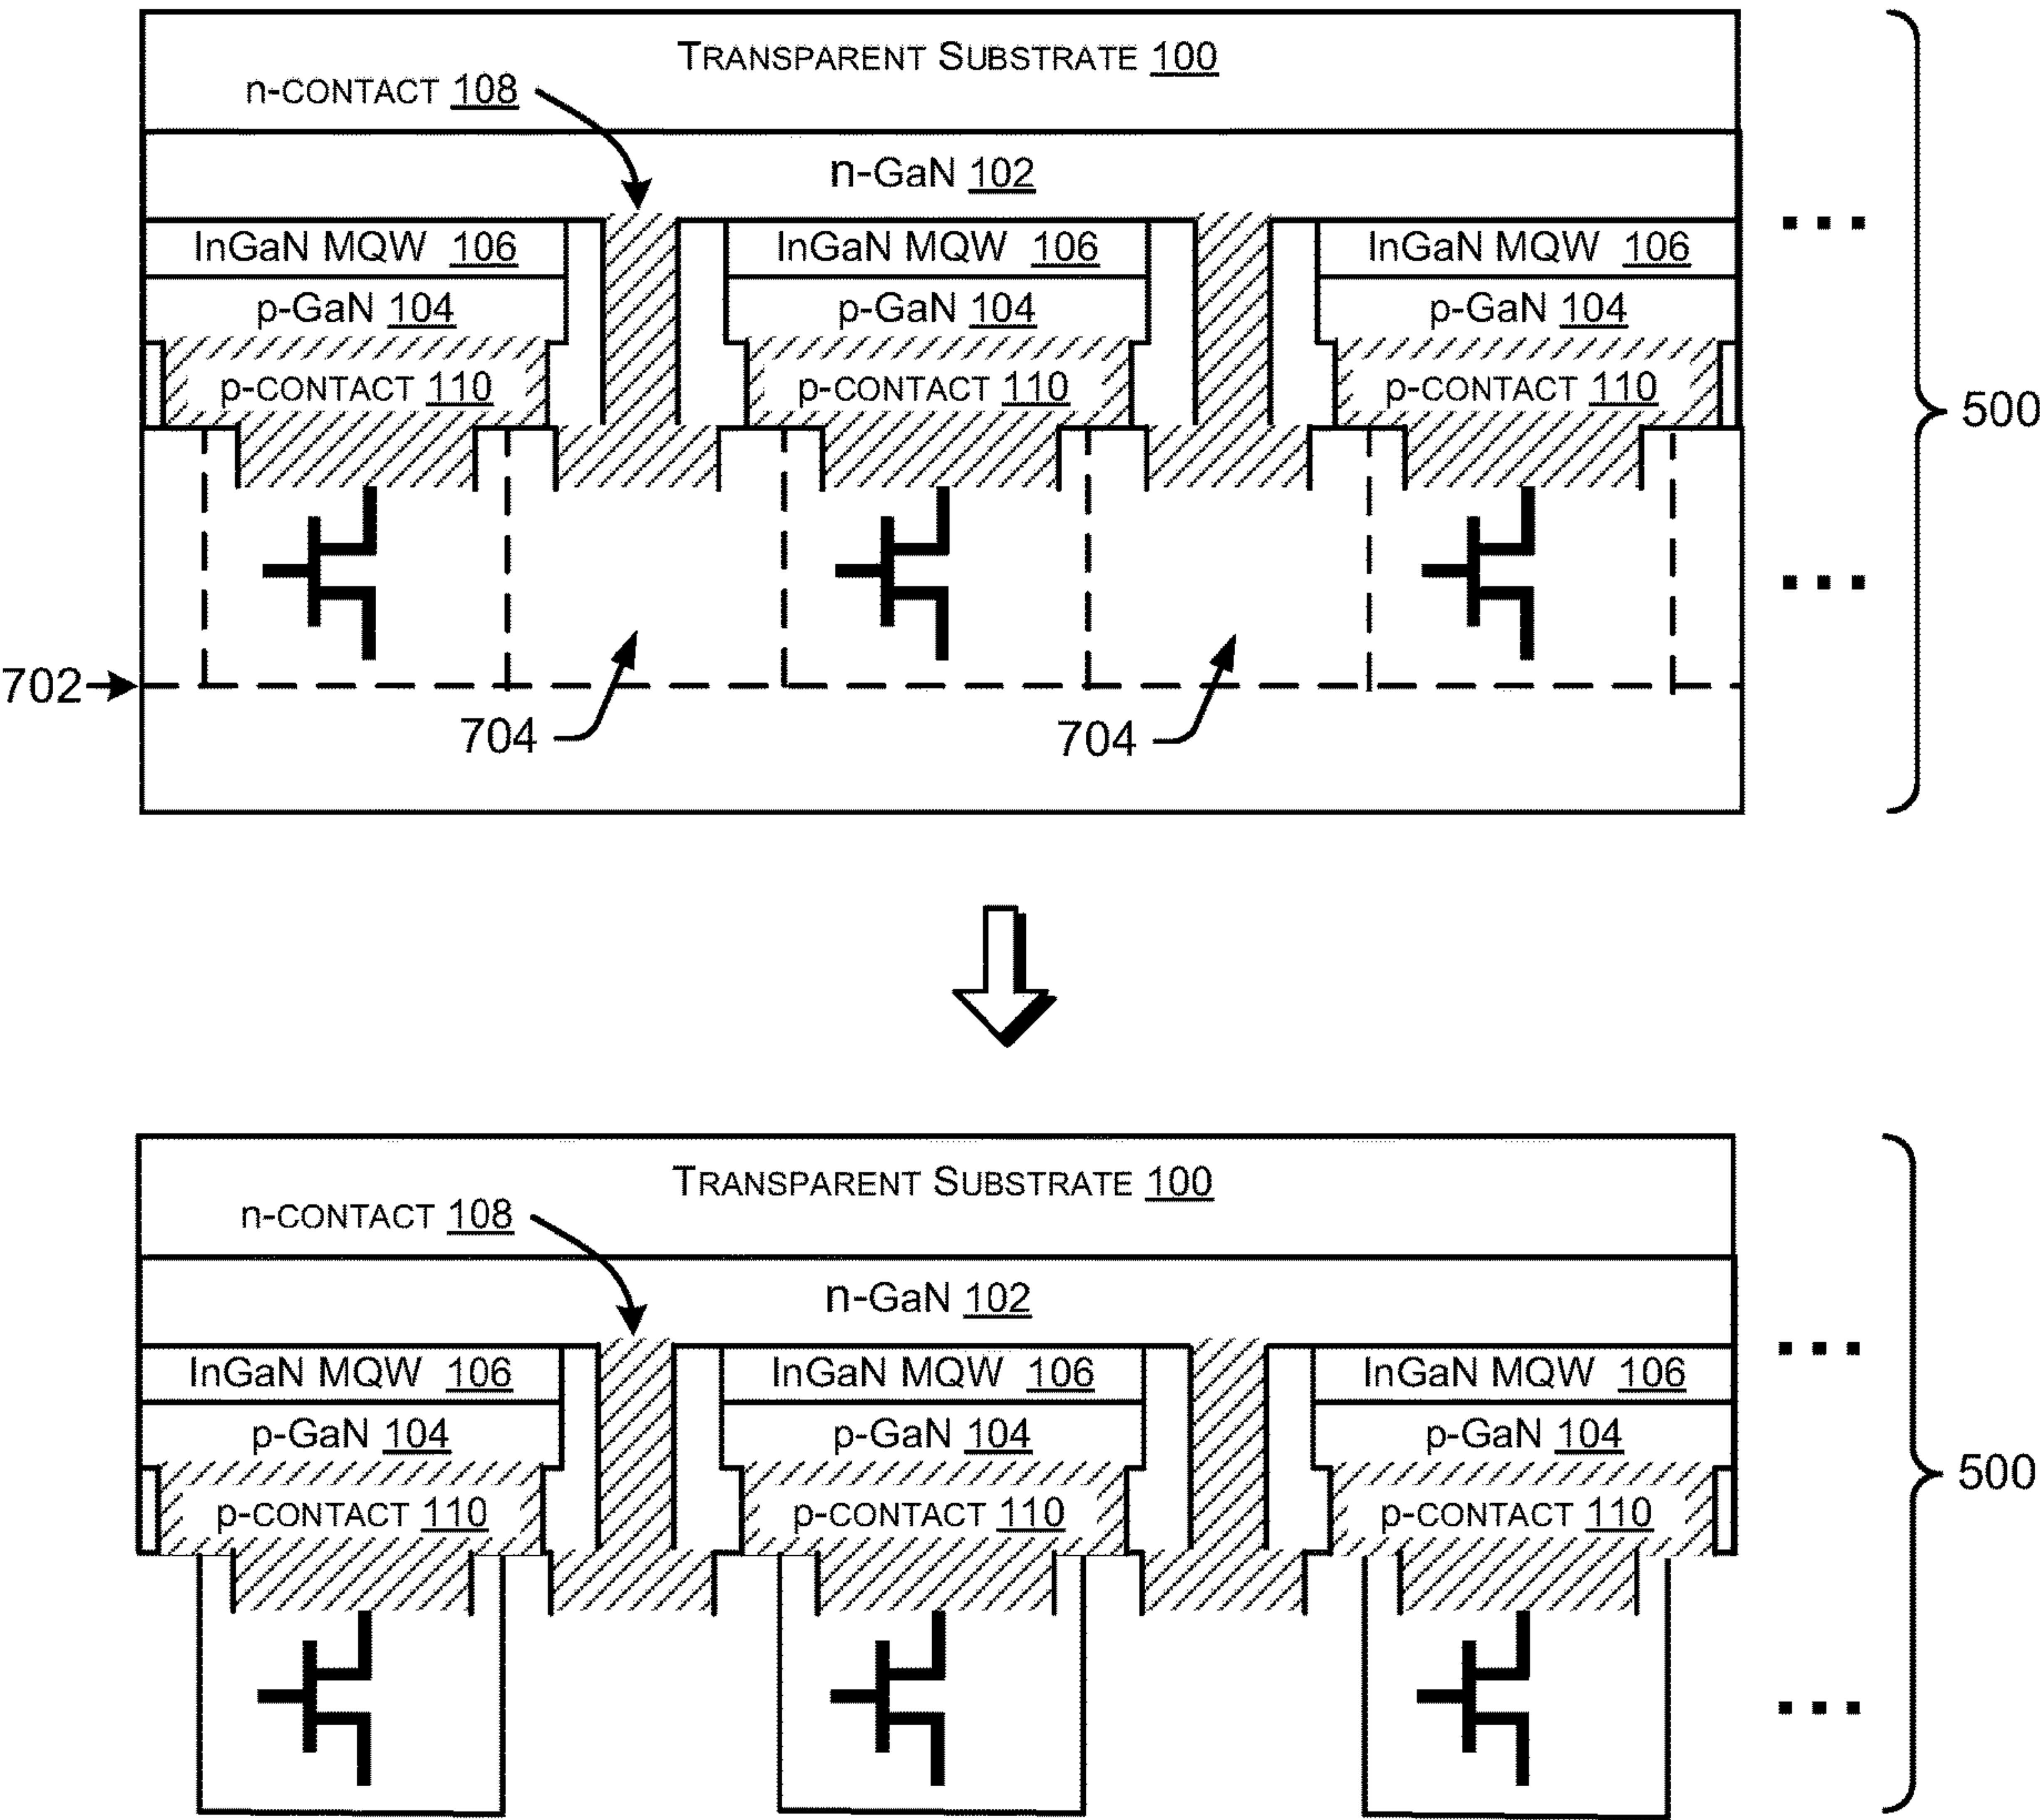 TRANSPARENT SUBSTRATE 100
n-CONTACT 108
n-GaN 102
InGaN MQW 106 InGaN MQW 106 InGaN MQW 106
p-GaN 104 p-GaN 104 p-GaN 104
p-CONTACT 110 p-CONTACT 110 p-CONTACT 110
500
702
704 704
TRANSPARENT SUBSTRATE 100
n-CONTACT 108
n-GaN 102
InGaN MQW 106 InGaN MQW 106 InGaN MQW 106
p-GaN 104 p-GaN 104 p-GaN 104
500
p-CONTACT 110 p-CONTACT 110 p-CONTACT 110